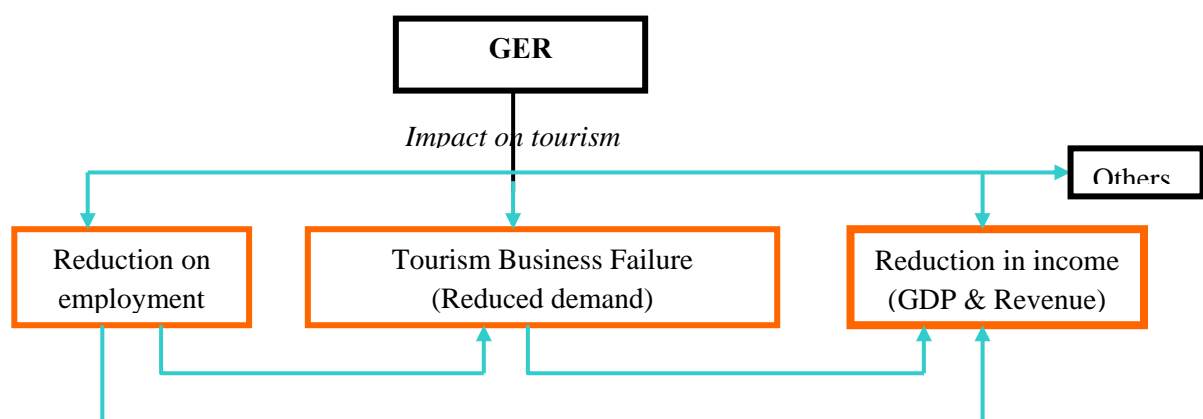 GER
Impact on tourism
Others
Reduction on
employment
Tourism Business Failure
(Reduced demand)
Reduction in income
(GDP & Revenue)